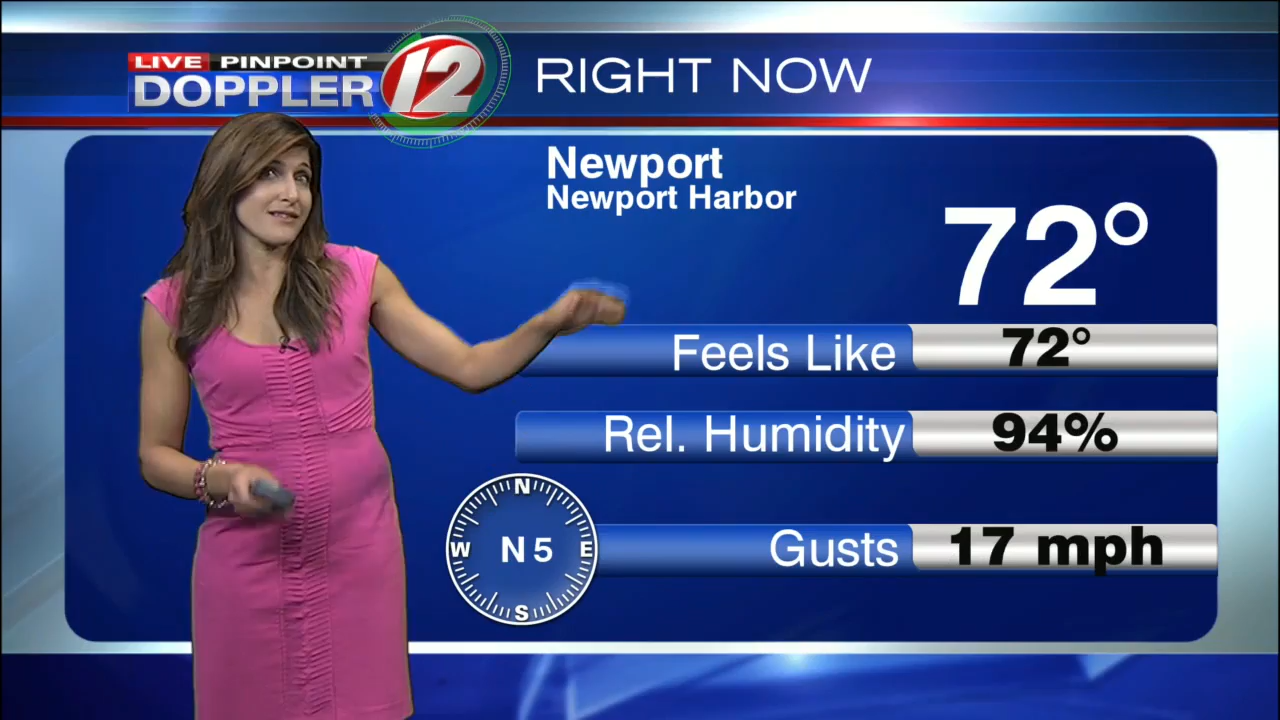 LIVE PINPOINT
DOPPLER 12
RIGHT NOW
Newport
Newport Harbor
72°
Feels Like 72°
Rel. Humidity 94%
N
W N 5 E
S
Gusts 17 mph